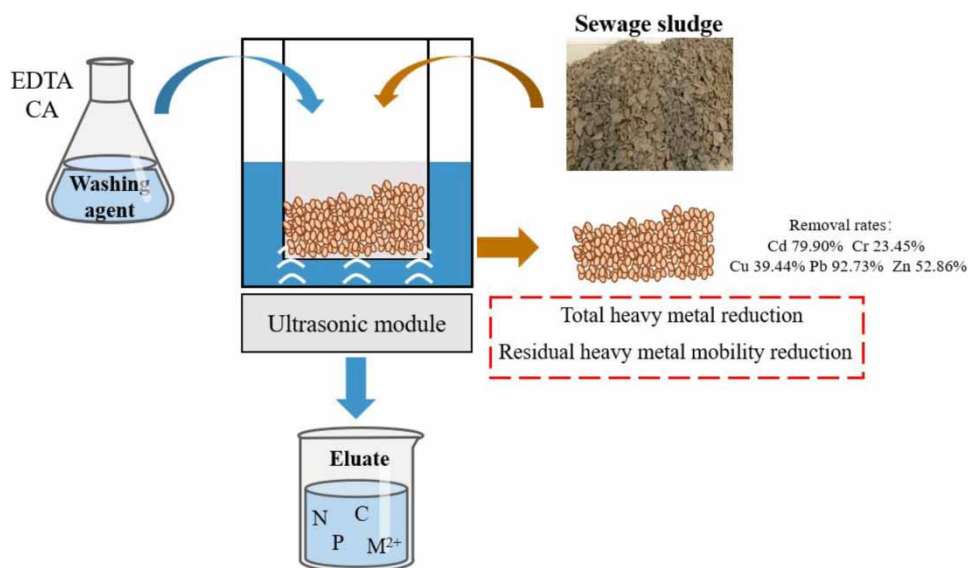 Sewage sludge
EDTA
CA
Washing
agent
Removal rates:
Cd 79.90% Cr 23.45%
Cu 39.44% Pb 92.73% Zn 52.86%
Ultrasonic module
Total heavy metal reduction
Residual heavy metal mobility reduction
Eluate
N C
P M²⁺